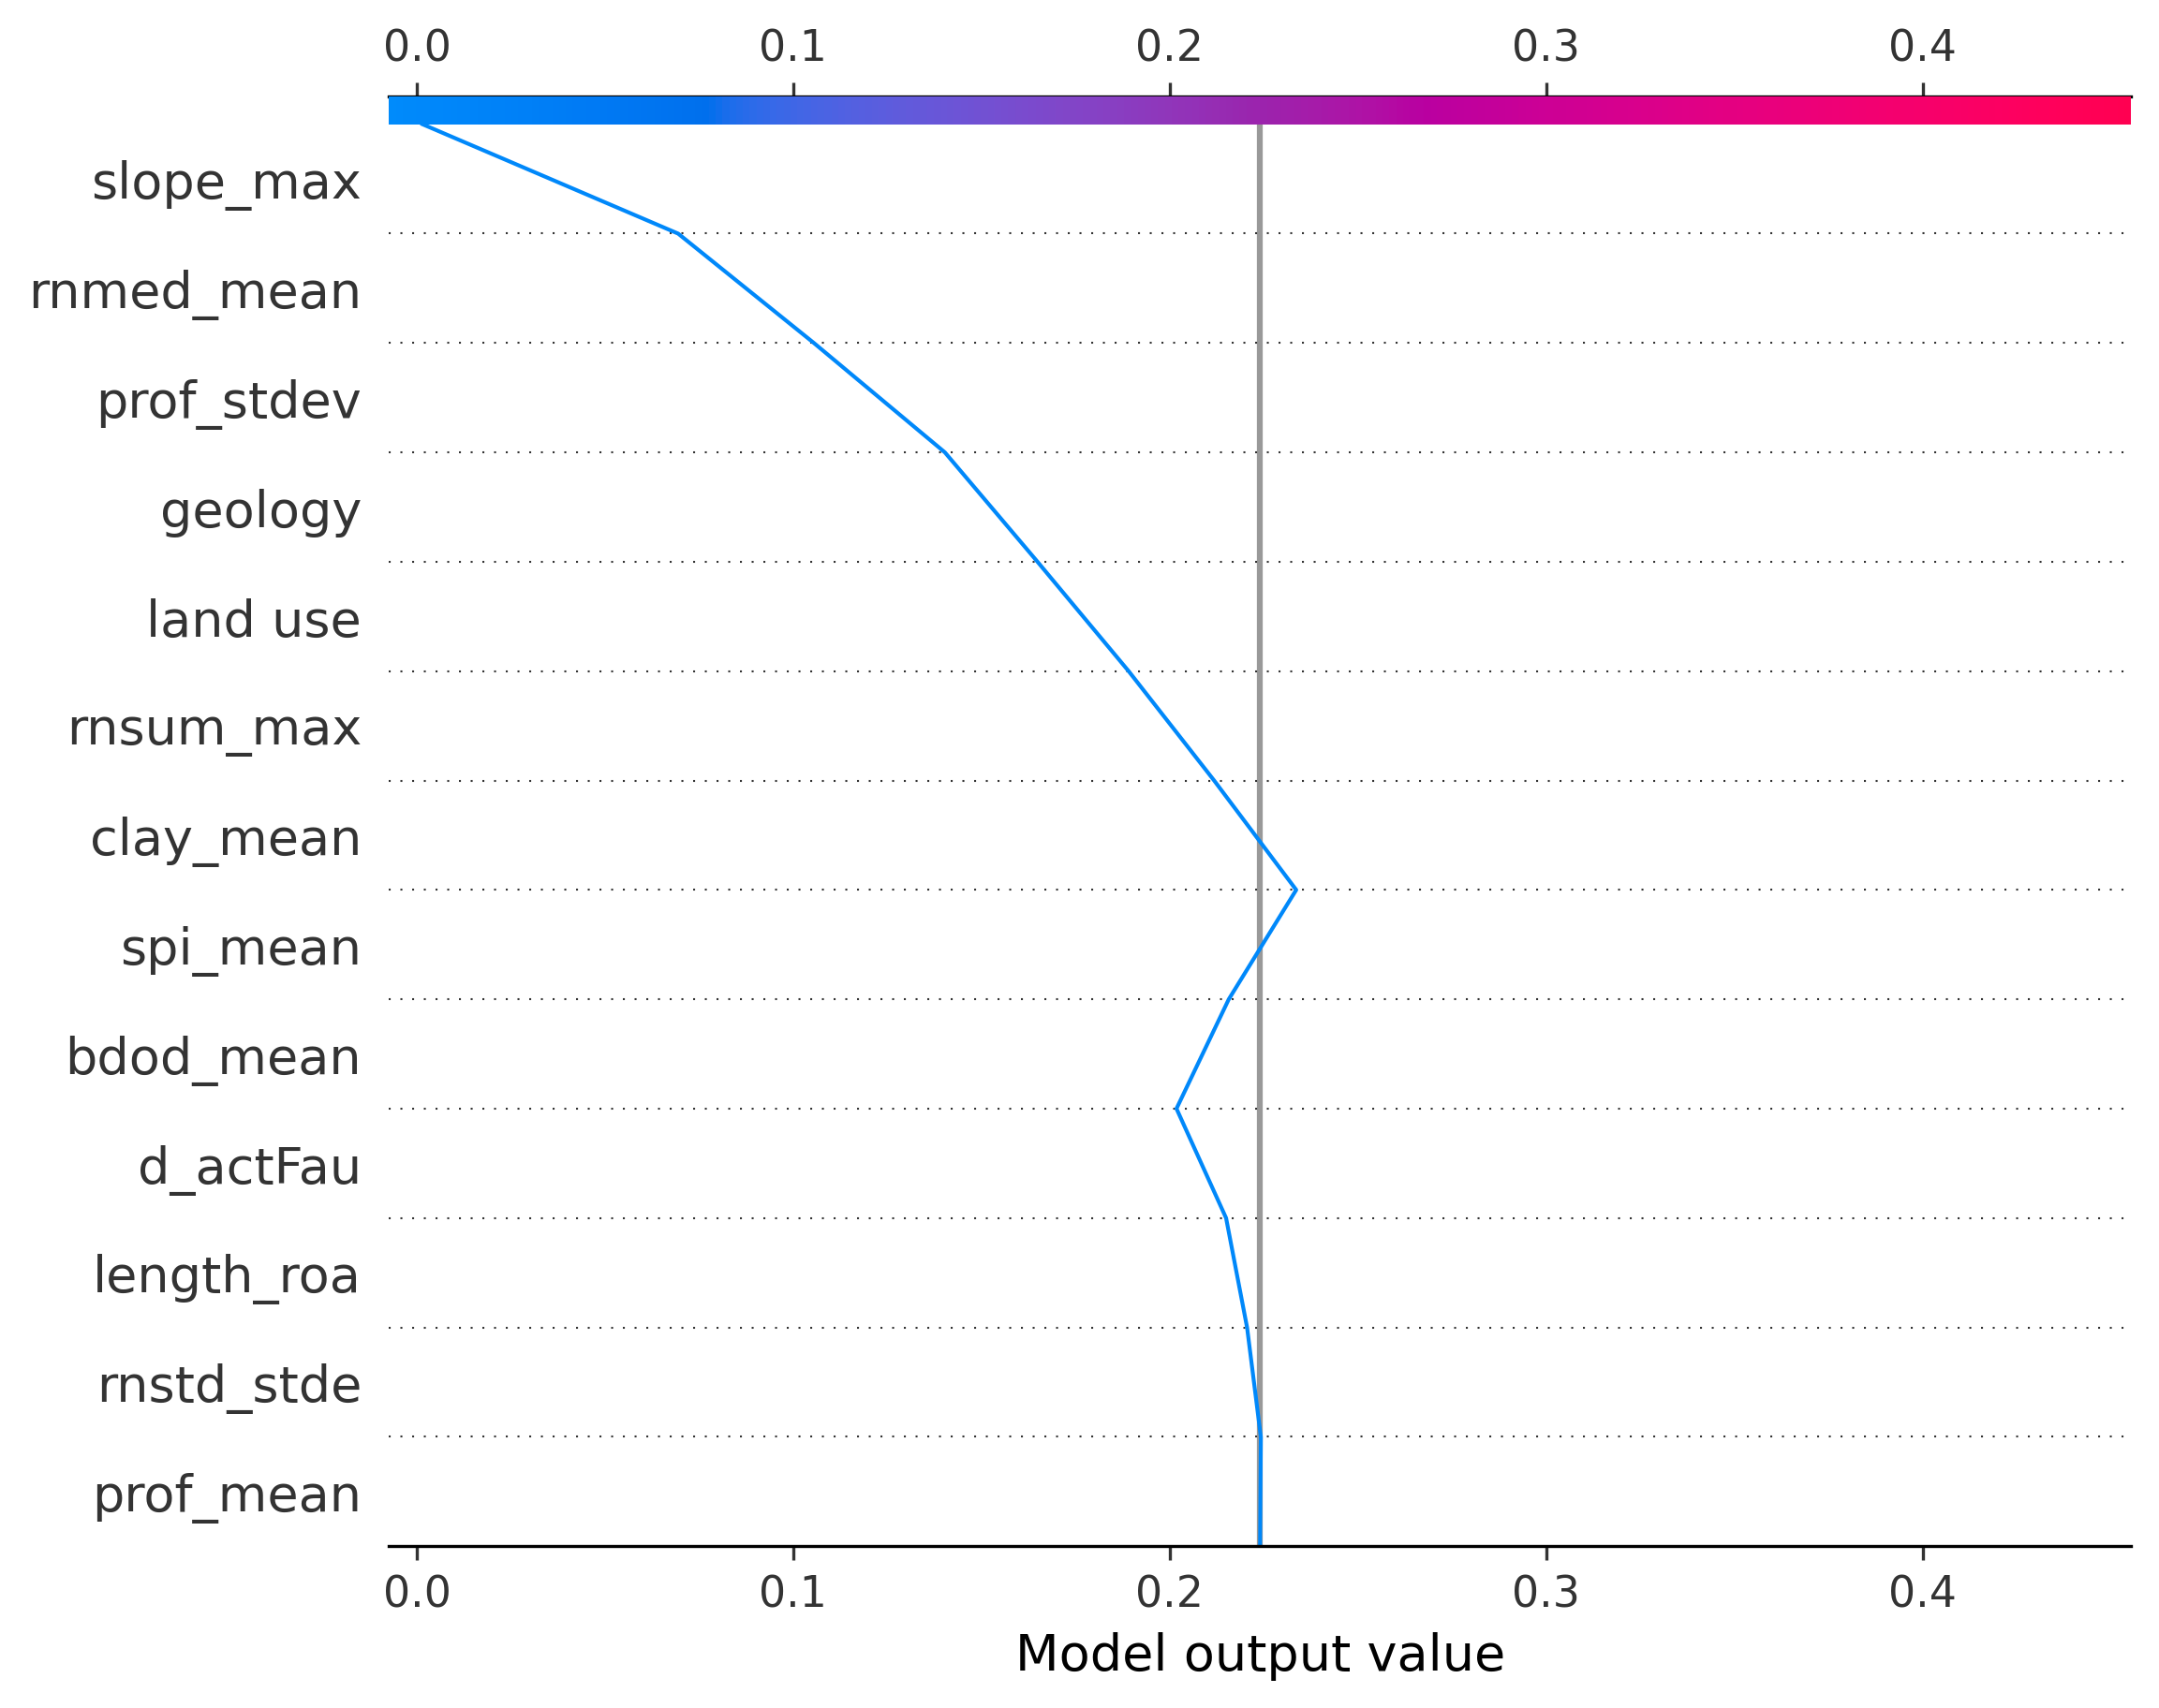 0.0 0.1 0.2 0.3 0.4
slope_max
rnmed_mean
prof_stdev
geology
land use
rnsum_max
clay_mean
spi_mean
bdod_mean
d_actFau
length_roa
rnstd_stde
prof_mean
0.0 0.1 0.2 0.3 0.4
Model output value